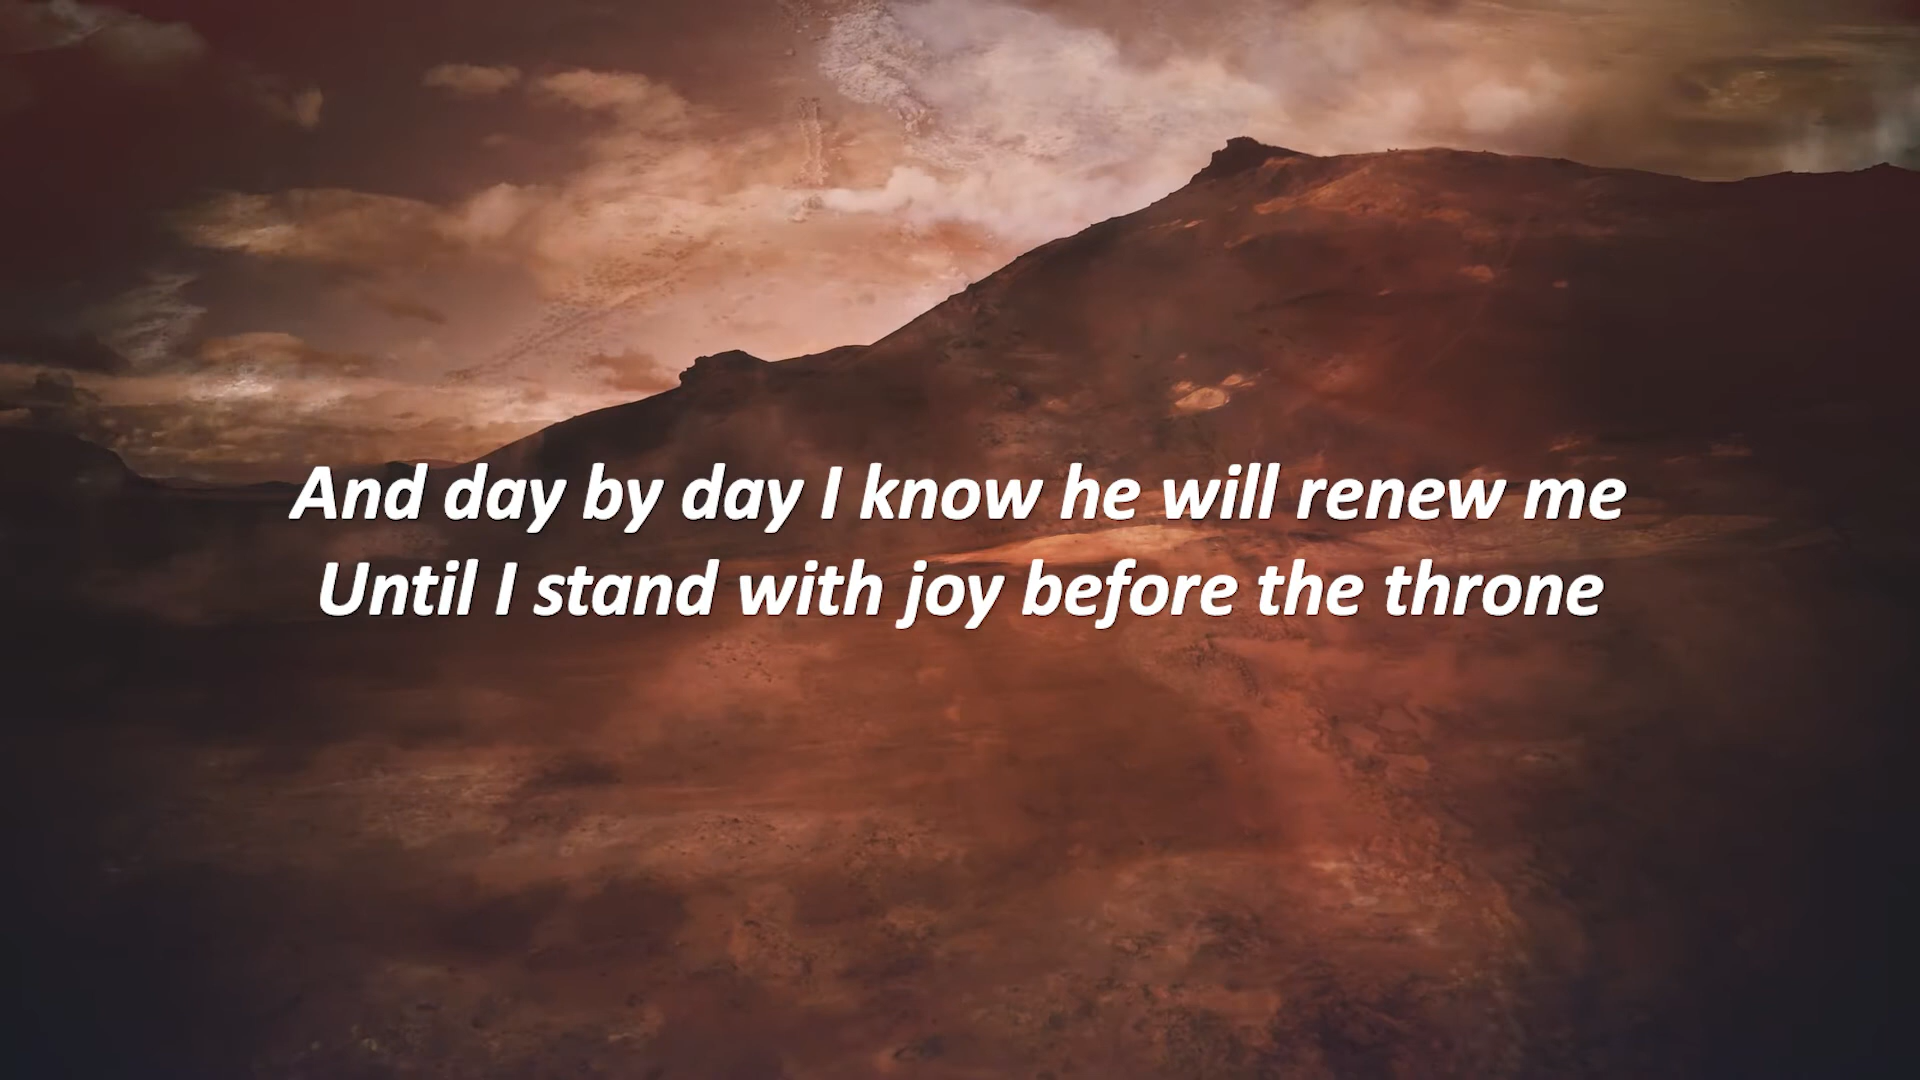 And day by day I know he will renew me
Until I stand with joy before the throne